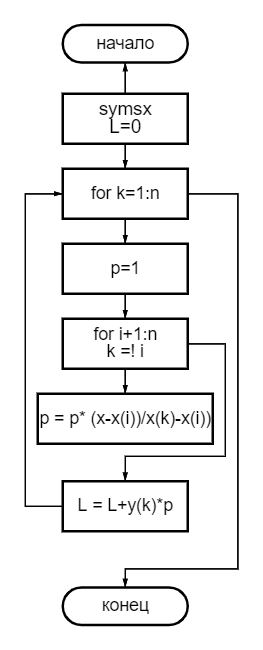 начало
symsx
L=0
for k=1:n
p=1
for i+1:n
k =! i
p = p* (x-x(i))/x(k)-x(i))
L = L+y(k)*p
конец